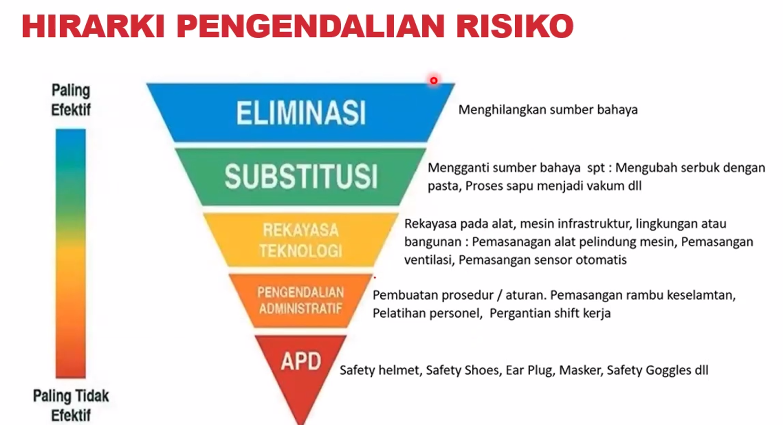 HIRARKI PENGENDALIAN RISIKO
Paling
Efektif
ELIMINASI
Menghilangkan sumber bahaya
SUBSTITUSI
Mengganti sumber bahaya spt : Mengubah serbuk dengan
pasta, Proses sapu menjadi vakum dll
REKAYASA
TEKNOLOGI
Rekayasa pada alat, mesin infrastruktur, lingkungan atau
bangunan : Pemasanagan alat pelindung mesin, Pemasangan
ventilasi, Pemasangan sensor otomatis
PENGENDALIAN
ADMINISTRATIF
Pembuatan prosedur / aturan. Pemasangan rambu keselamtan,
Pelatihan personel, Pergantian shift kerja
APD
Safety helmet, Safety Shoes, Ear Plug, Masker, Safety Goggles dll
Paling Tidak
Efektif